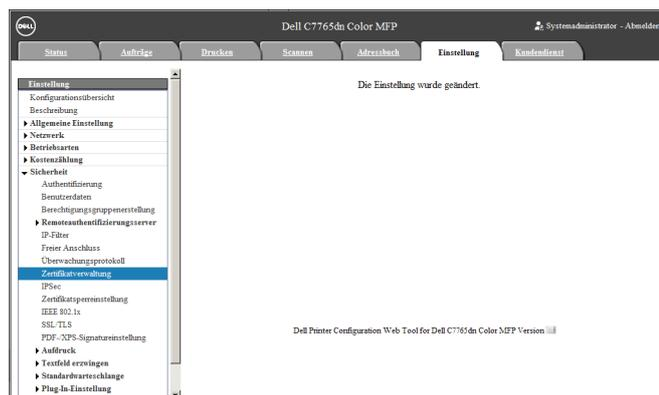 DELL
Dell C7765dn Color MFP
Systemadministrator - Abmelden
Status
Aufträge
Drucken
Scannen
Adressbuch
Einstellung
Kundendienst
Einstellung
Konfigurationsübersicht
Beschreibung
Allgemeine Einstellung
Netzwerk
Betriebsarten
Kostenzählung
Sicherheit
Authentifizierung
Benutzerdaten
Berechtigungsgruppenerstellung
Remoteauthentifizierungsserver
IP-Filter
Freier Anschluss
Überwachungsprotokoll
Zertifikatverwaltung
IPSec
Zertifikatsperreinstellung
IEEE 802.1x
SSL/TLS
PDF-/XPS-Signatureinstellung
Aufdruck
Textfeld erzwingen
Standardwarteschlange
Plug-In-Einstellung
Die Einstellung wurde geändert.
Dell Printer Configuration Web Tool for Dell C7765dn Color MFP Version